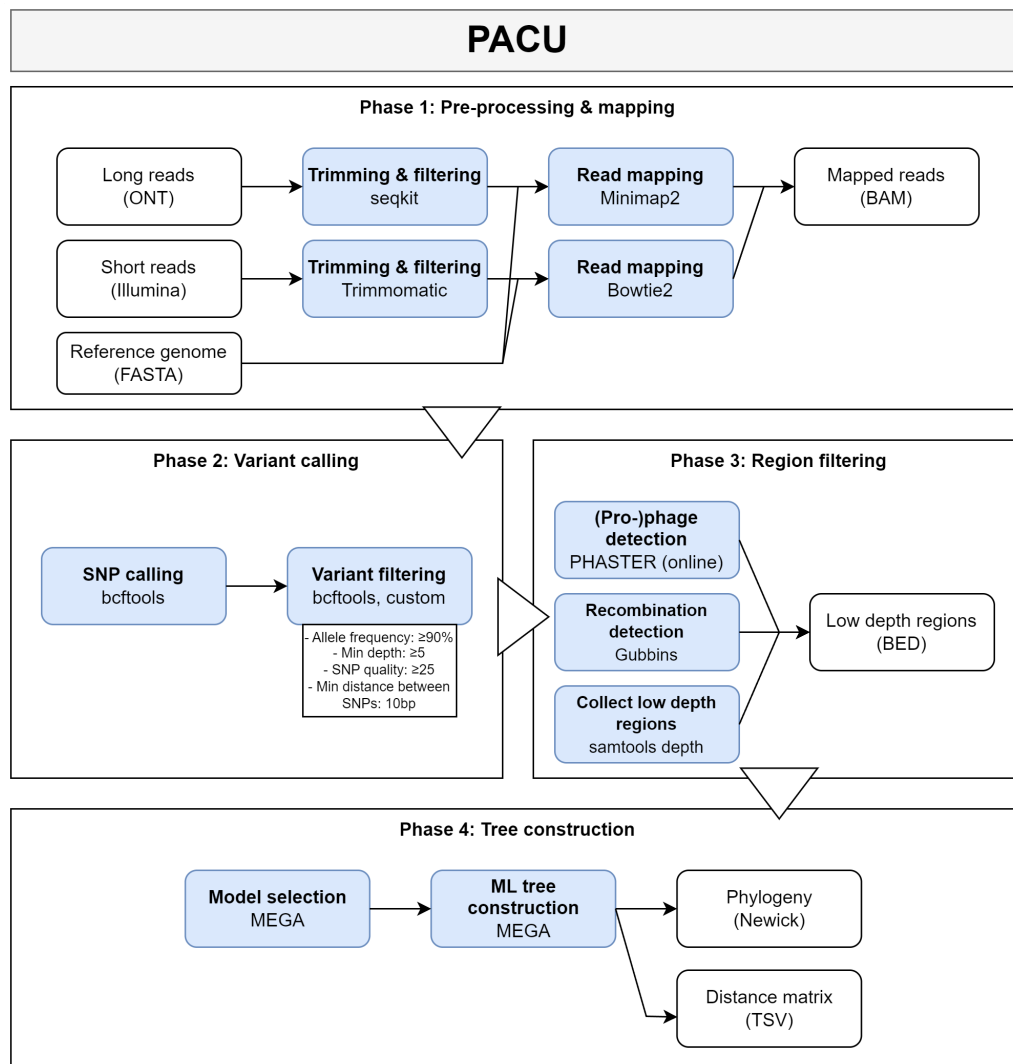 PACU
Phase 1: Pre-processing & mapping
Long reads
(ONT)
Trimming & filtering
seqkit
Read mapping
Minimap2
Mapped reads
(BAM)
Short reads
(Illumina)
Trimming & filtering
Trimmomatic
Read mapping
Bowtie2
Reference genome
(FASTA)
Phase 2: Variant calling
SNP calling
bcftools
Variant filtering
bcftools, custom
- Allele frequency: ≥90%
- Min depth: ≥5
- SNP quality: ≥25
- Min distance between
SNPs: 10bp
Phase 3: Region filtering
(Pro-)phage
detection
PHASTER (online)
Recombination
detection
Gubbins
Collect low depth
regions
samtools depth
Low depth regions
(BED)
Phase 4: Tree construction
Model selection
MEGA
ML tree
construction
MEGA
Phylogeny
(Newick)
Distance matrix
(TSV)